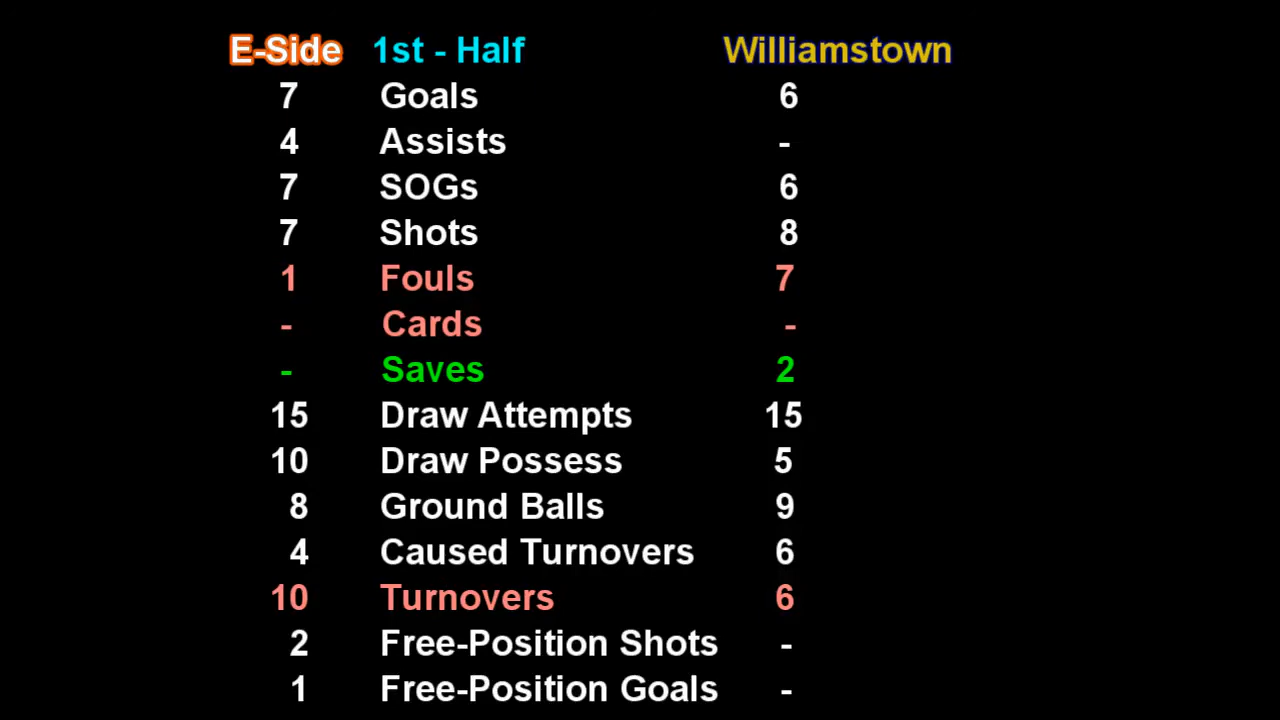 E-Side 1st - Half Williamstown
7 Goals 6
4 Assists -
7 SOGs 6
7 Shots 8
1 Fouls 7
- Cards -
- Saves 2
15 Draw Attempts 15
10 Draw Possess 5
8 Ground Balls 9
4 Caused Turnovers 6
10 Turnovers 6
2 Free-Position Shots -
1 Free-Position Goals -